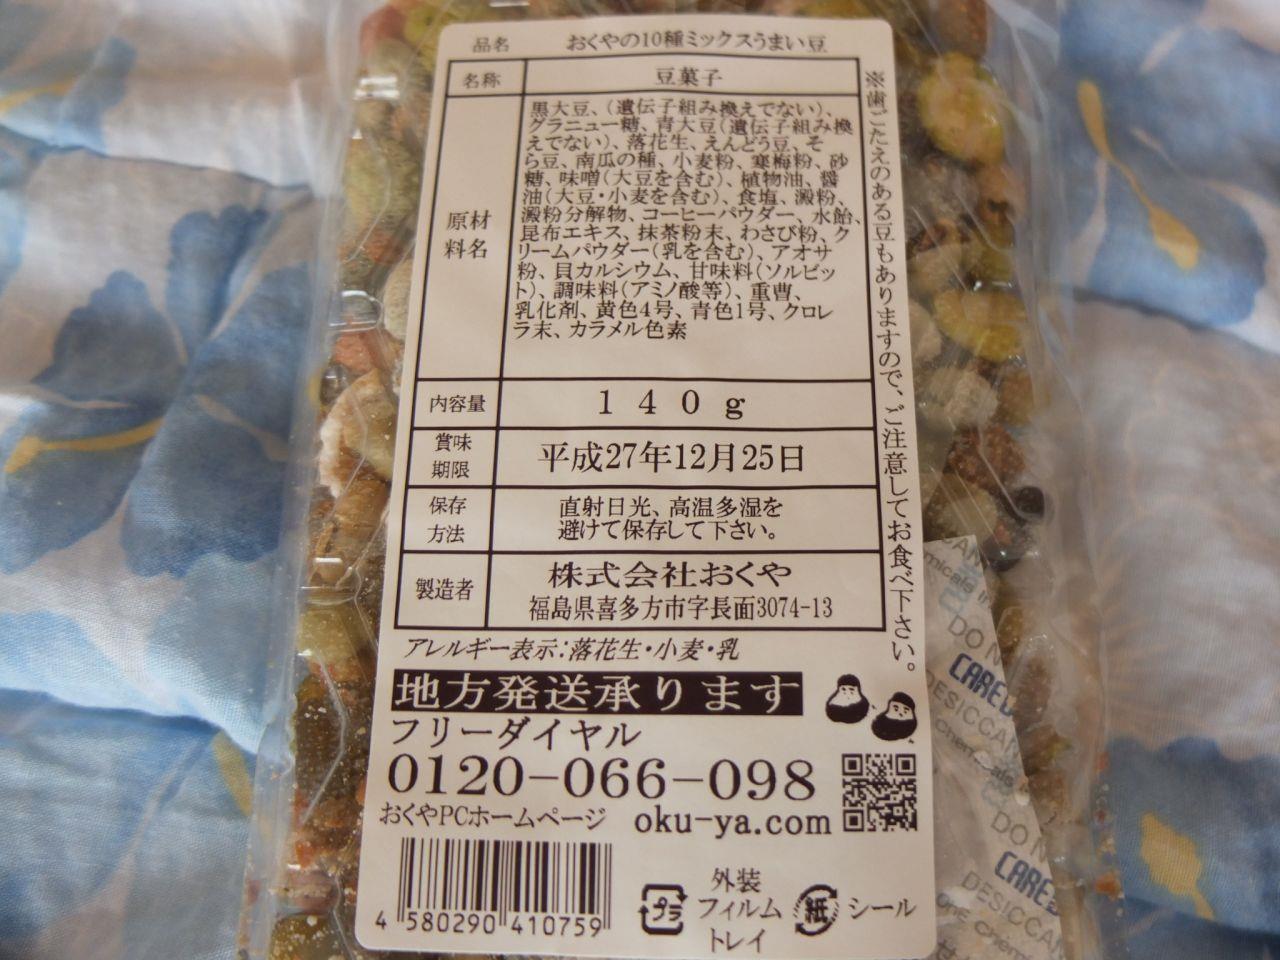 品名 おくやの10種ミックスうまい豆
名称 豆菓子
原材料名
黒大豆、(遺伝子組み換えでない)、
グラニュー糖、青大豆(遺伝子組み換
えでない)、落花生、えんどう豆、そ
ら豆、南瓜の種、小麦粉、寒梅粉、砂
糖、味噌(大豆を含む)、植物油、醤
油(大豆・小麦を含む)、食塩、澱粉、
澱粉分解物、コーヒーパウダー、水飴、
昆布エキス、抹茶粉末、わさび粉、ク
リームパウダー(乳を含む)、アオサ
粉、貝カルシウム、甘味料(ソルビッ
ト)、調味料(アミノ酸等)、重曹、
乳化剤、黄色4号、青色1号、クロレ
ラ末、カラメル色素
内容量 140g
賞味期限 平成27年12月25日
保存方法
直射日光、高温多湿を
避けて保存して下さい。
製造者 株式会社おくや
福島県喜多方市字長面3074-13
※歯ごたえのある豆もありますので、ご注意してお食べ下さい。
アレルギー表示:落花生・小麦・乳
地方発送承ります
フリーダイヤル
0120-066-098
おくやPCホームページ oku-ya.com
4 580290 410759
プラ
外装
フィルム
トレイ
紙 シール
DO N
CARED
DESICCAN
Chemicals
DO N
CARED
DESICCAN